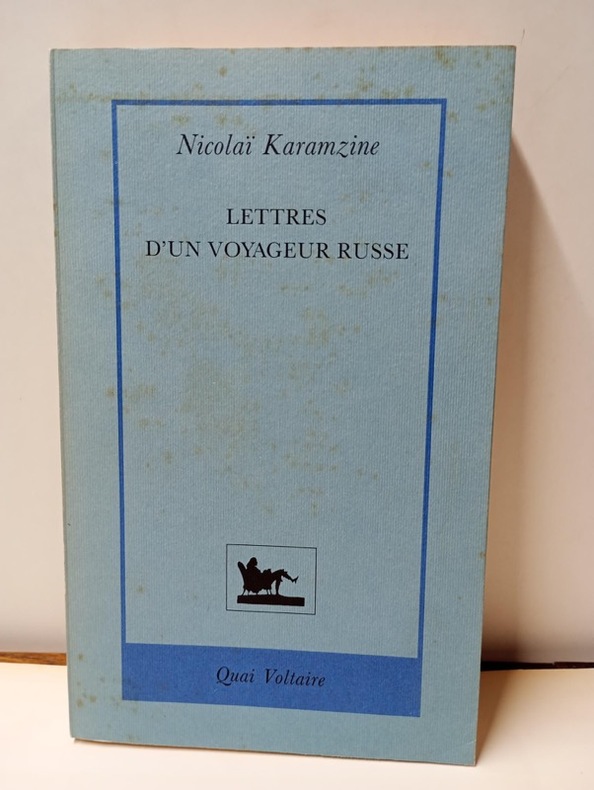 Nicolaï Karamzine
LETTRES
D'UN VOYAGEUR RUSSE
Quai Voltaire